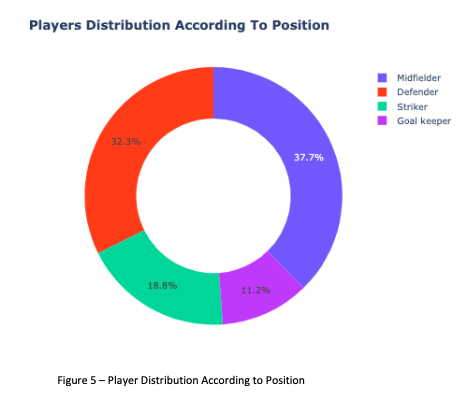 Players Distribution According To Position
Midfielder
Defender
Striker
Goal keeper
32.3%
37.7%
18.8%
11.2%
Figure 5 – Player Distribution According to Position